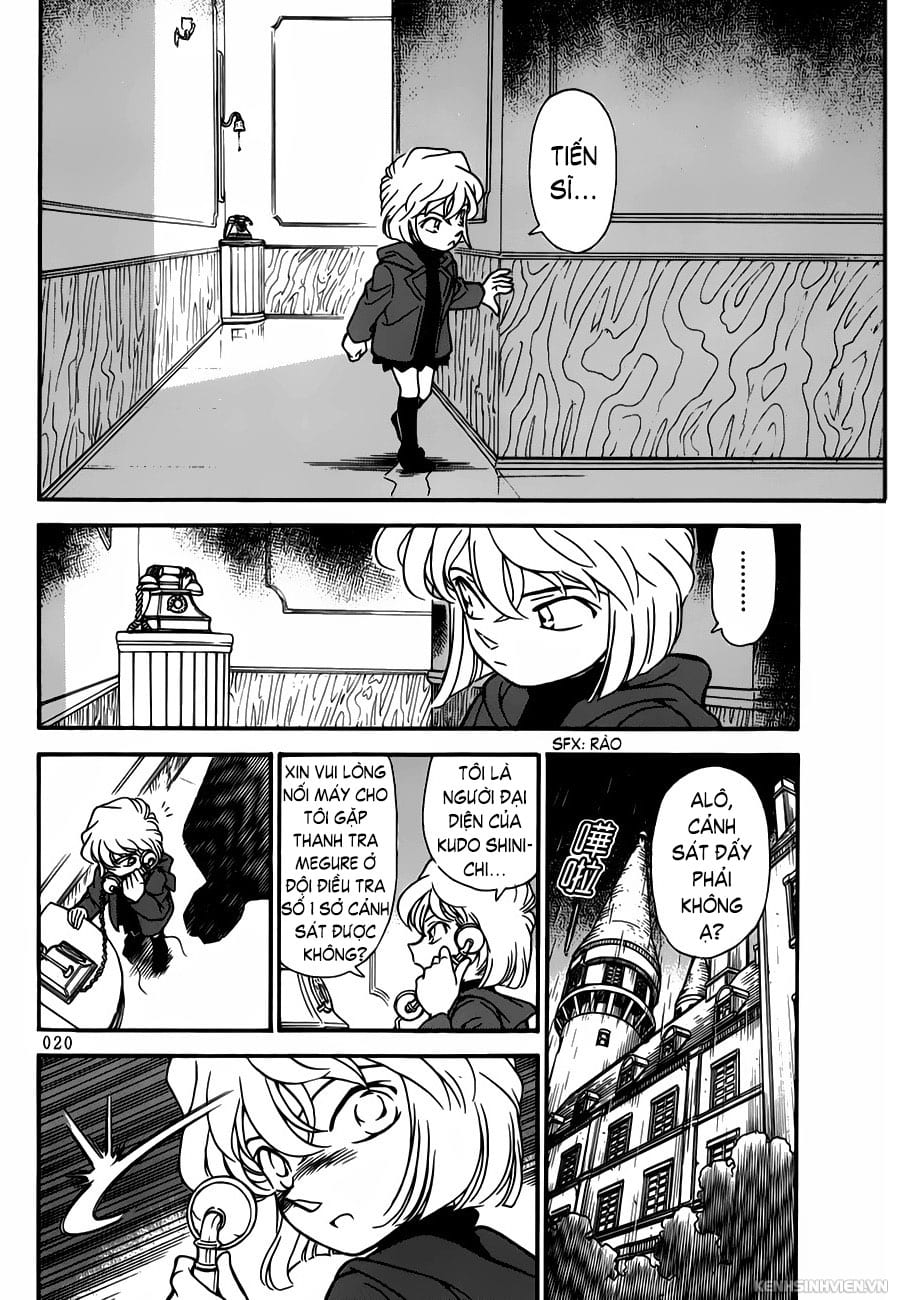 TIẾN
SĨ...
.........
SFX: RÀO
ALÔ,
CẢNH
SÁT ĐẤY
PHẢI
KHÔNG
Ạ?
嘩啦
TÔI LÀ
NGƯỜI ĐẠI
DIỆN CỦA
KUDO SHINI-
CHI...
XIN VUI LÒNG
NỐI MÁY CHO
TÔI GẶP
THANH TRA
MEGURE Ở
ĐỘI ĐIỀU TRA
SỐ 1 SỞ CẢNH
SÁT ĐƯỢC
KHÔNG?
020
KENHSINHVIEN.VN